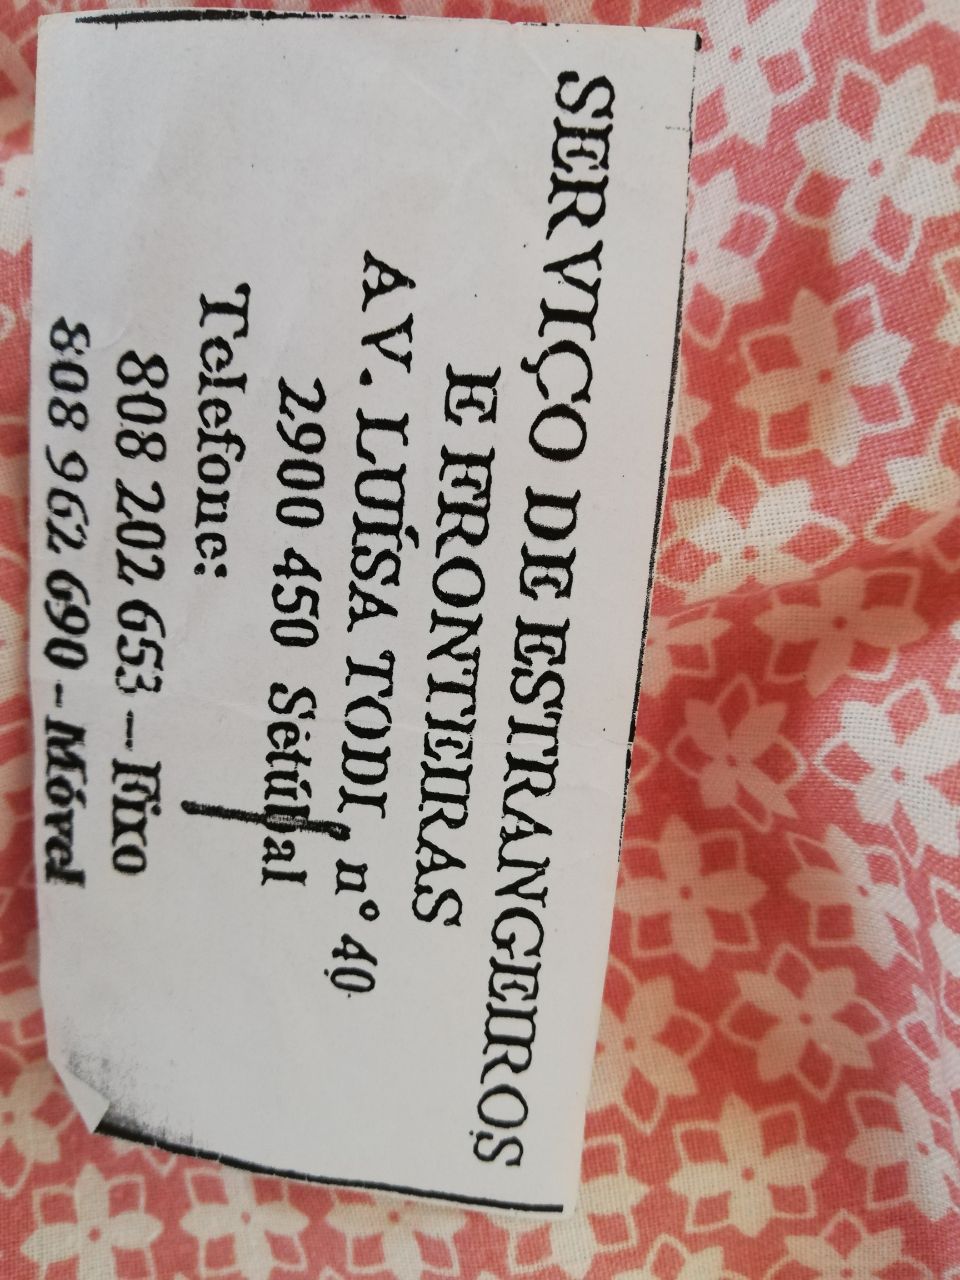 SERVIÇO DE ESTRANGEIROS
E FRONTEIRAS
AV. LUÍSA TODI, nº 40
2900 450 Setúbal
Telefone:
808 202 653 - Fixo
808 962 690 - Móvel